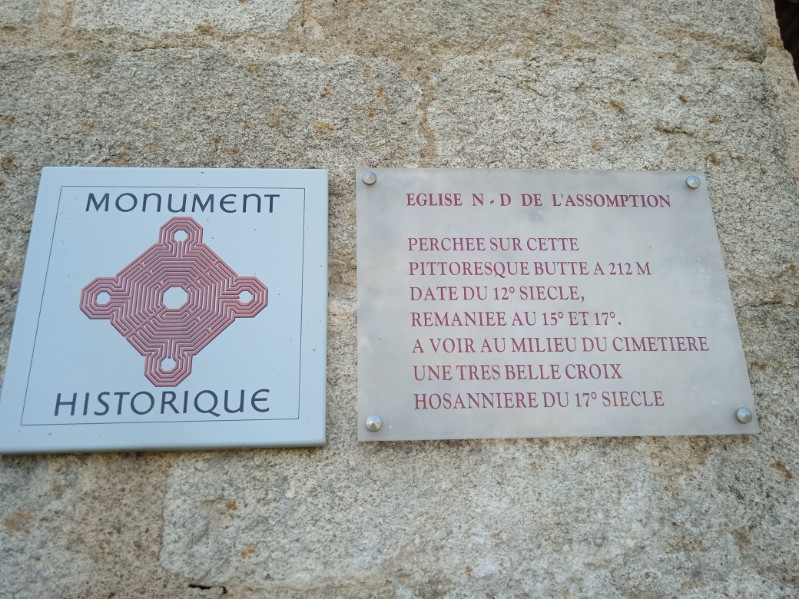 MONUMENT
HISTORIQUE
EGLISE N - D DE L'ASSOMPTION
PERCHEE SUR CETTE
PITTORESQUE BUTTE A 212 M
DATE DU 12° SIECLE,
REMANIEE AU 15° ET 17°.
A VOIR AU MILIEU DU CIMETIERE
UNE TRES BELLE CROIX
HOSANNIERE DU 17° SIECLE